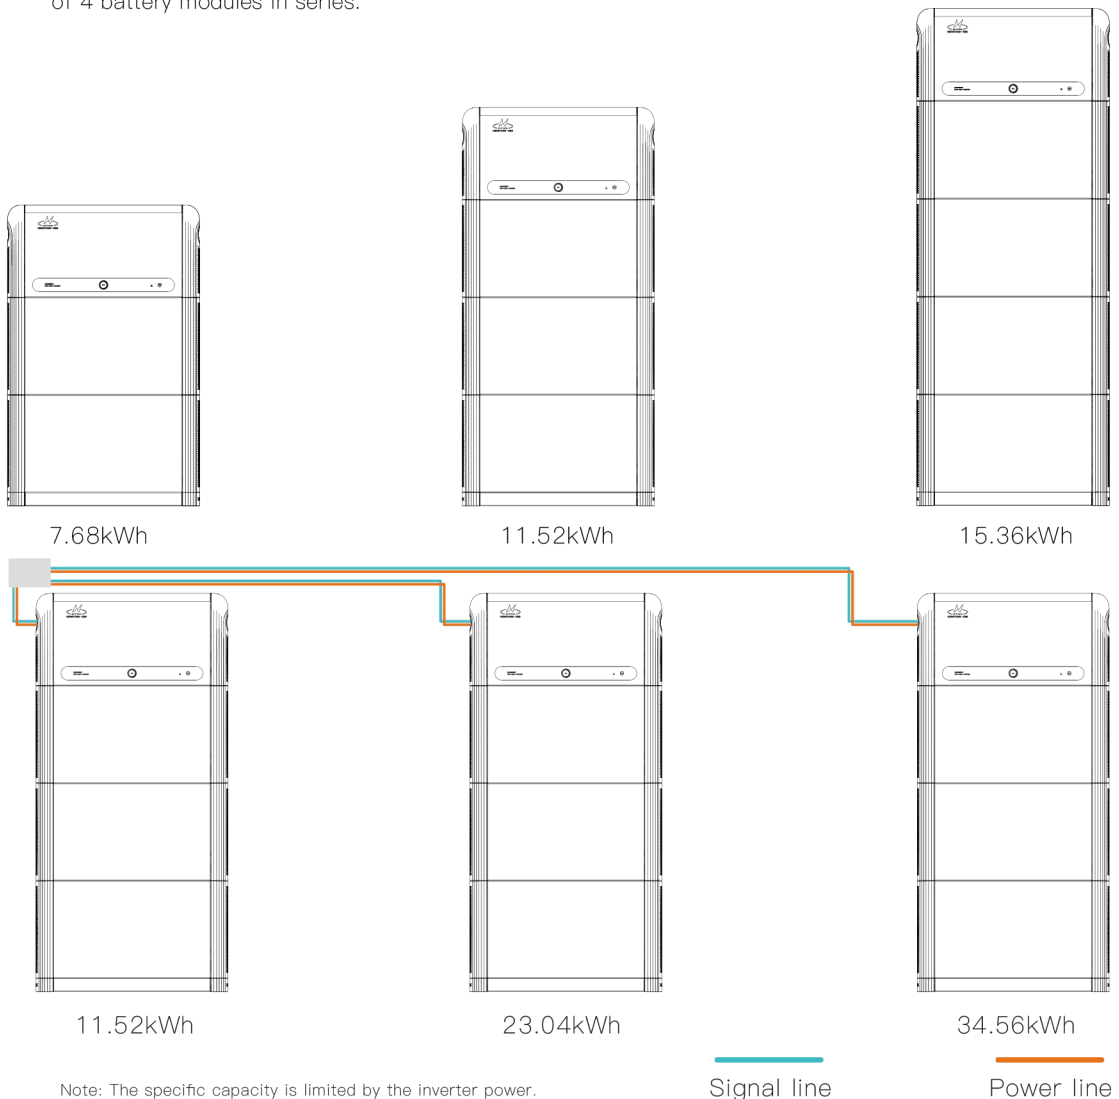 of 4 battery modules in series.
7.68kWh
11.52kWh
15.36kWh
11.52kWh
23.04kWh
34.56kWh
Note: The specific capacity is limited by the inverter power.
Signal line
Power line